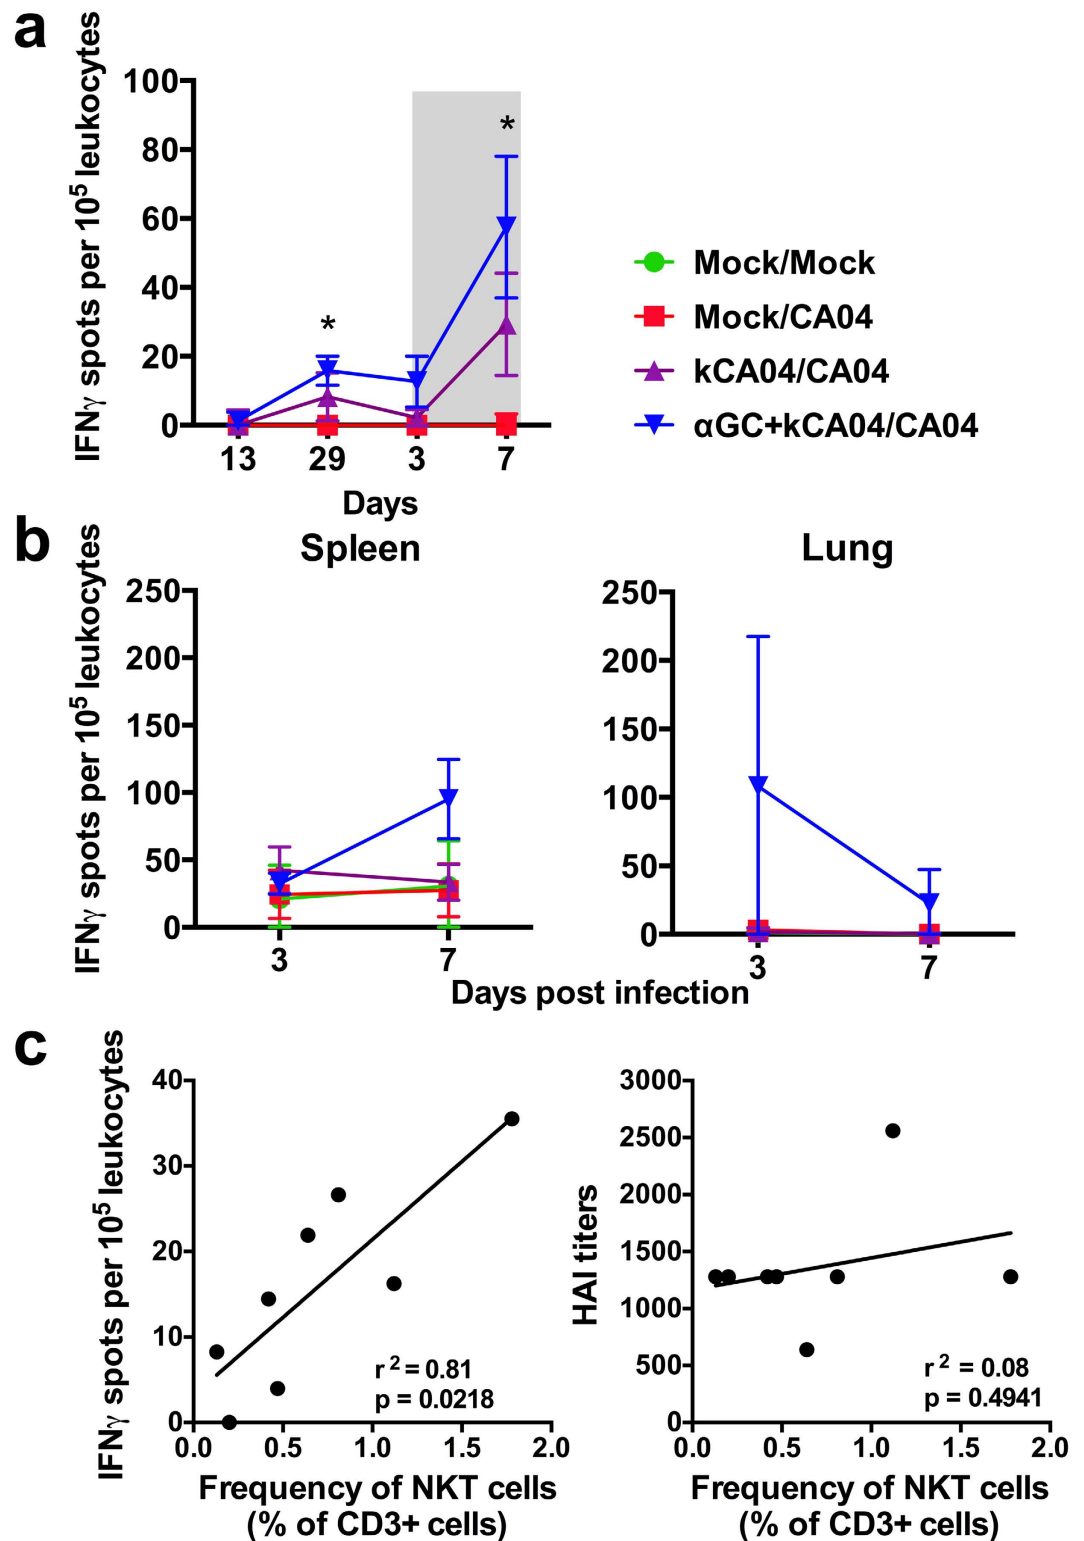 a
IFNγ spots per 10⁵ leukocytes
100
80
60
40
20
0
13 29 3 7
Days
*
*
Mock/Mock
Mock/CA04
kCA04/CA04
αGC+kCA04/CA04
b
Spleen
IFNγ spots per 10⁵ leukocytes
250
200
150
100
50
0
3 7
Lung
250
200
150
100
50
0
3 7
Days post infection
c
IFNγ spots per 10⁵ leukocytes
40
30
20
10
0
0.0 0.5 1.0 1.5 2.0
r² = 0.81
p = 0.0218
Frequency of NKT cells
(% of CD3+ cells)
HAI titers
3000
2500
2000
1500
1000
500
0
0.0 0.5 1.0 1.5 2.0
r² = 0.08
p = 0.4941
Frequency of NKT cells
(% of CD3+ cells)